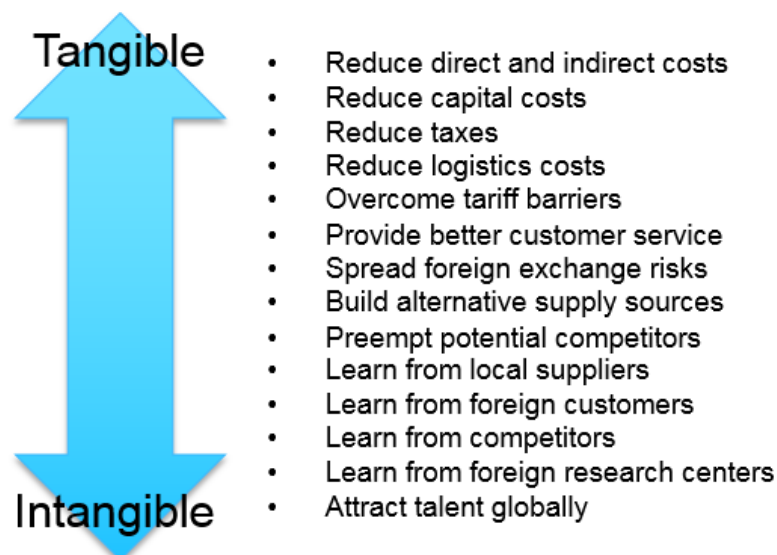 Tangible
• Reduce direct and indirect costs
• Reduce capital costs
• Reduce taxes
• Reduce logistics costs
• Overcome tariff barriers
• Provide better customer service
• Spread foreign exchange risks
• Build alternative supply sources
• Preempt potential competitors
• Learn from local suppliers
• Learn from foreign customers
• Learn from competitors
• Learn from foreign research centers
• Attract talent globally
Intangible